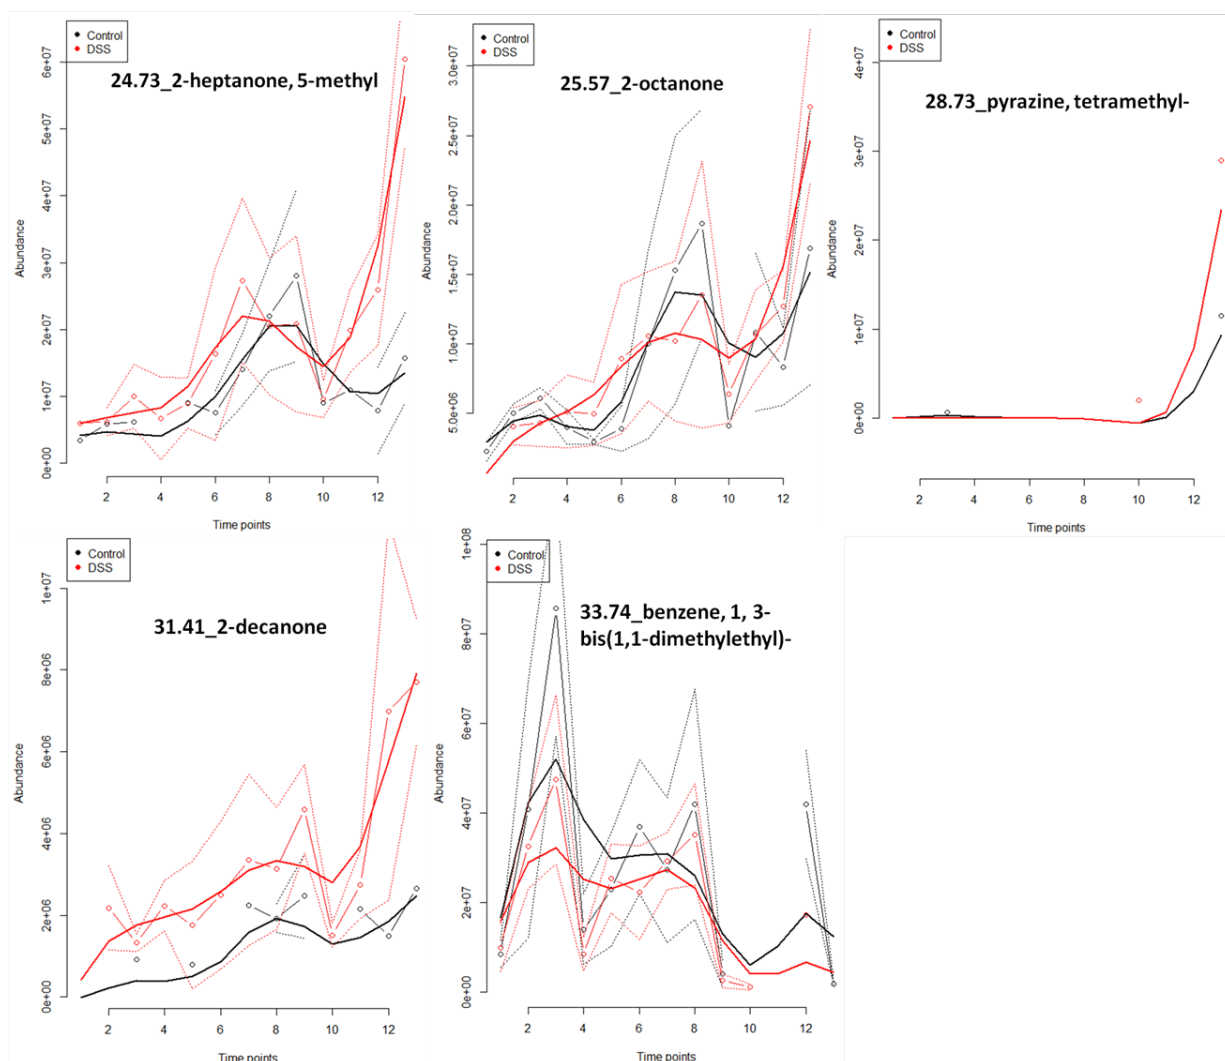 Control
DSS
24.73_2-heptanone, 5-methyl
Abundance
0e+00
1e+07
2e+07
3e+07
4e+07
5e+07
6e+07
2 4 6 8 10 12
Time points
Control
DSS
25.57_2-octanone
Abundance
5.0e+06
1.0e+07
1.5e+07
2.0e+07
2.5e+07
3.0e+07
2 4 6 8 10 12
Time points
Control
DSS
28.73_pyrazine, tetramethyl-
Abundance
0e+00
1e+07
2e+07
3e+07
4e+07
2 4 6 8 10 12
Time points
Control
DSS
31.41_2-decanone
Abundance
0e+00
2e+06
4e+06
6e+06
8e+06
1e+07
2 4 6 8 10 12
Time points
Control
DSS
33.74_benzene, 1, 3-
bis(1,1-dimethylethyl)-
Abundance
0e+00
2e+07
4e+07
6e+07
8e+07
1e+08
2 4 6 8 10 12
Time points